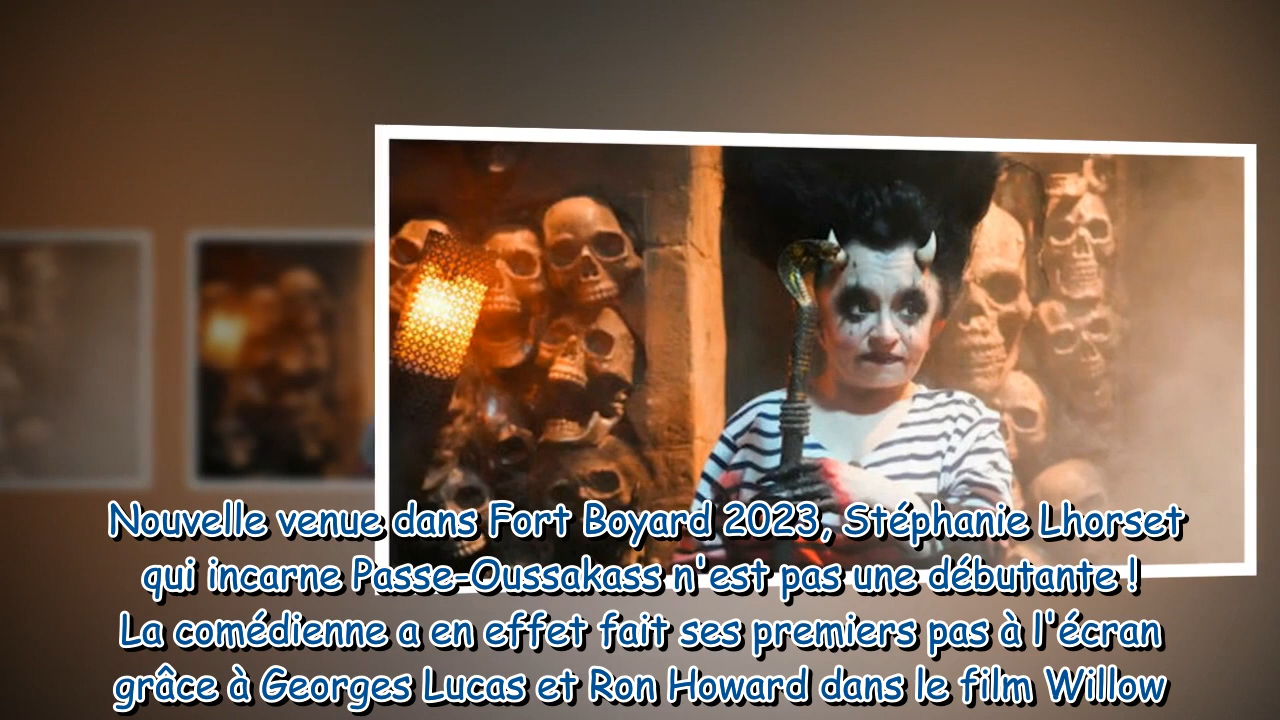 Nouvelle venue dans Fort Boyard 2023, Stéphanie Lhorset
qui incarne Passe-Oussakass n'est pas une débutante !
La comédienne a en effet fait ses premiers pas à l'écran
grâce à Georges Lucas et Ron Howard dans le film Willow